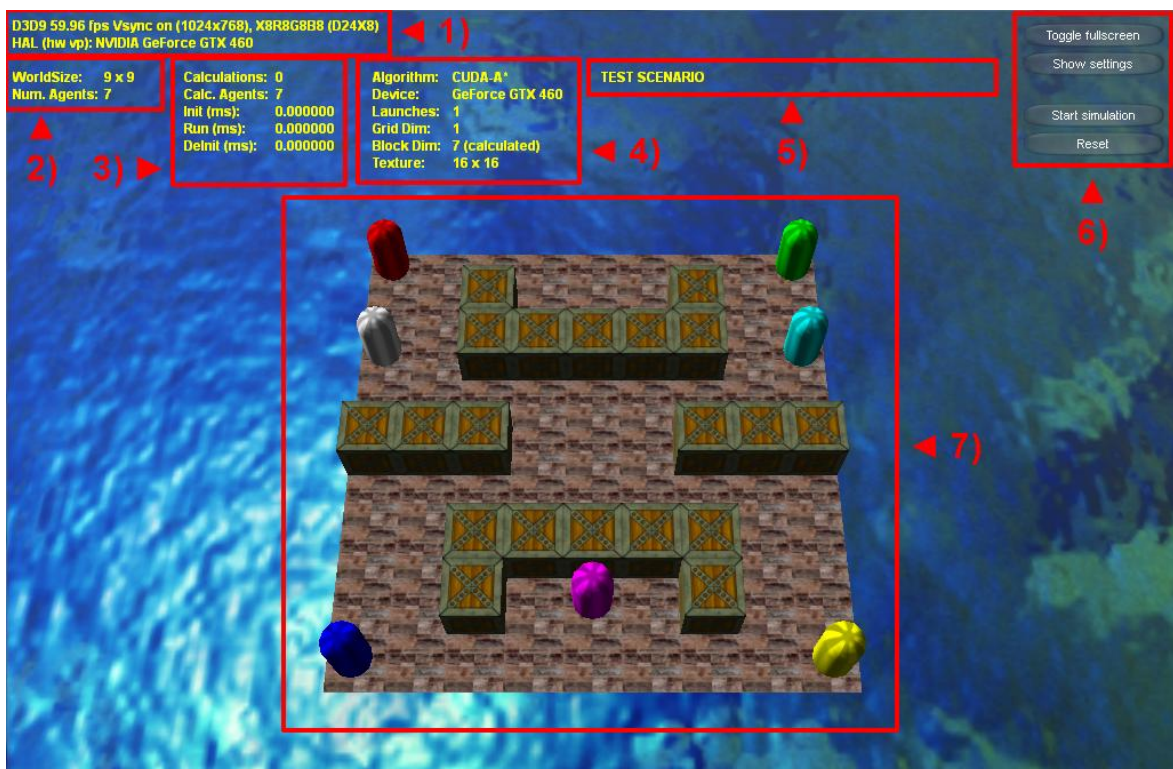 D3D9 59.96 fps Vsync on (1024x768), X8R8G8B8 (D24X8)
HAL (hw vp): NVIDIA GeForce GTX 460
1)
WorldSize: 9 x 9
Num. Agents: 7
2)
Calculations: 0
Calc. Agents: 7
Init (ms): 0.000000
Run (ms): 0.000000
DeInit (ms): 0.000000
3)
Algorithm: CUDA-A*
Device: GeForce GTX 460
Launches: 1
Grid Dim: 1
Block Dim: 7 (calculated)
Texture: 16 x 16
4)
TEST SCENARIO
5)
Toggle fullscreen
Show settings
Start simulation
Reset
6)
7)